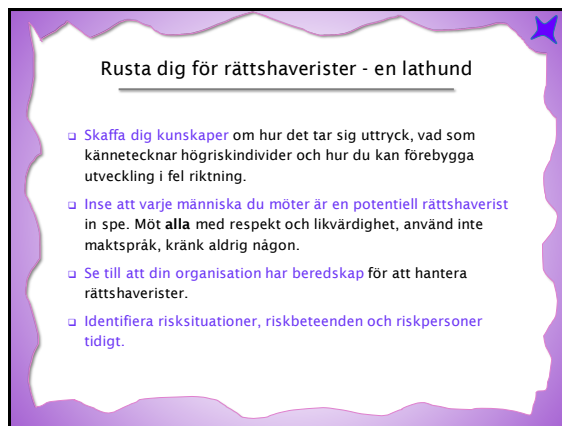 Rusta dig för rättshaverister - en lathund
Skaffa dig kunskaper om hur det tar sig uttryck, vad som
kännetecknar högriskindivider och hur du kan förebygga
utveckling i fel riktning.
Inse att varje människa du möter är en potentiell rättshaverist
in spe. Möt alla med respekt och likvärdighet, använd inte
maktspråk, kränk aldrig någon.
Se till att din organisation har beredskap för att hantera
rättshaverister.
Identifiera risksituationer, riskbeteenden och riskpersoner
tidigt.